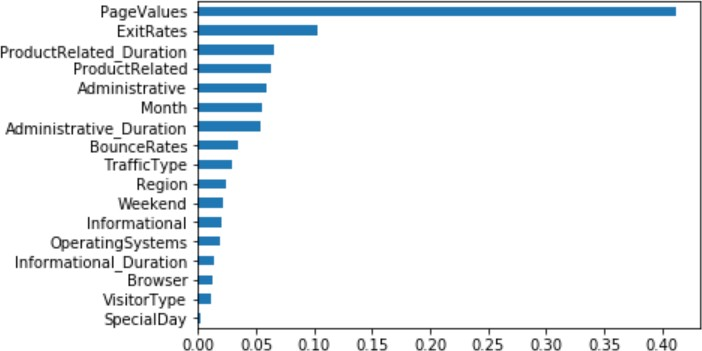 PageValues
ExitRates
ProductRelated_Duration
ProductRelated
Administrative
Month
Administrative_Duration
BounceRates
TrafficType
Region
Weekend
Informational
OperatingSystems
Informational_Duration
Browser
VisitorType
SpecialDay
0.00 0.05 0.10 0.15 0.20 0.25 0.30 0.35 0.40